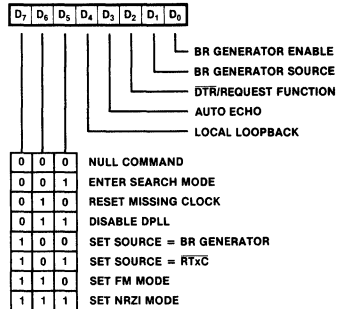 D7 D6 D5 D4 D3 D2 D1 D0
BR GENERATOR ENABLE
BR GENERATOR SOURCE
DTR/REQUEST FUNCTION
AUTO ECHO
LOCAL LOOPBACK
0 0 0 NULL COMMAND
0 0 1 ENTER SEARCH MODE
0 1 0 RESET MISSING CLOCK
0 1 1 DISABLE DPLL
1 0 0 SET SOURCE = BR GENERATOR
1 0 1 SET SOURCE = RTxC
1 1 0 SET FM MODE
1 1 1 SET NRZI MODE